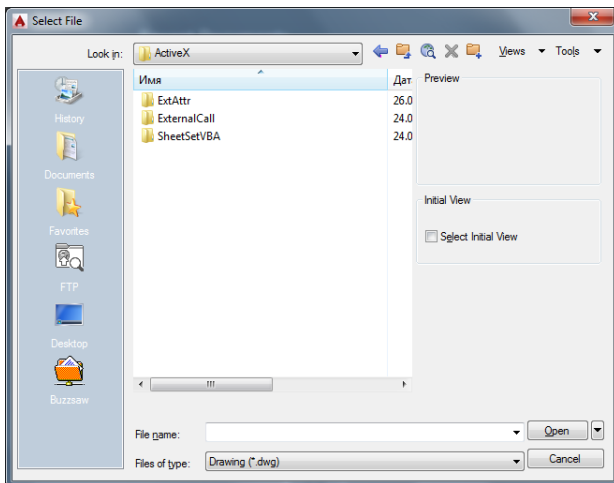 Select File
Look in: ActiveX Views Tools
Имя Дат Preview
ExtAttr 26.0
ExternalCall 24.0
SheetSetVBA 24.0
History
Documents
Initial View
Favorites
Select Initial View
FTP
Desktop
Buzzsaw
File name: Open
Files of type: Drawing (*.dwg) Cancel